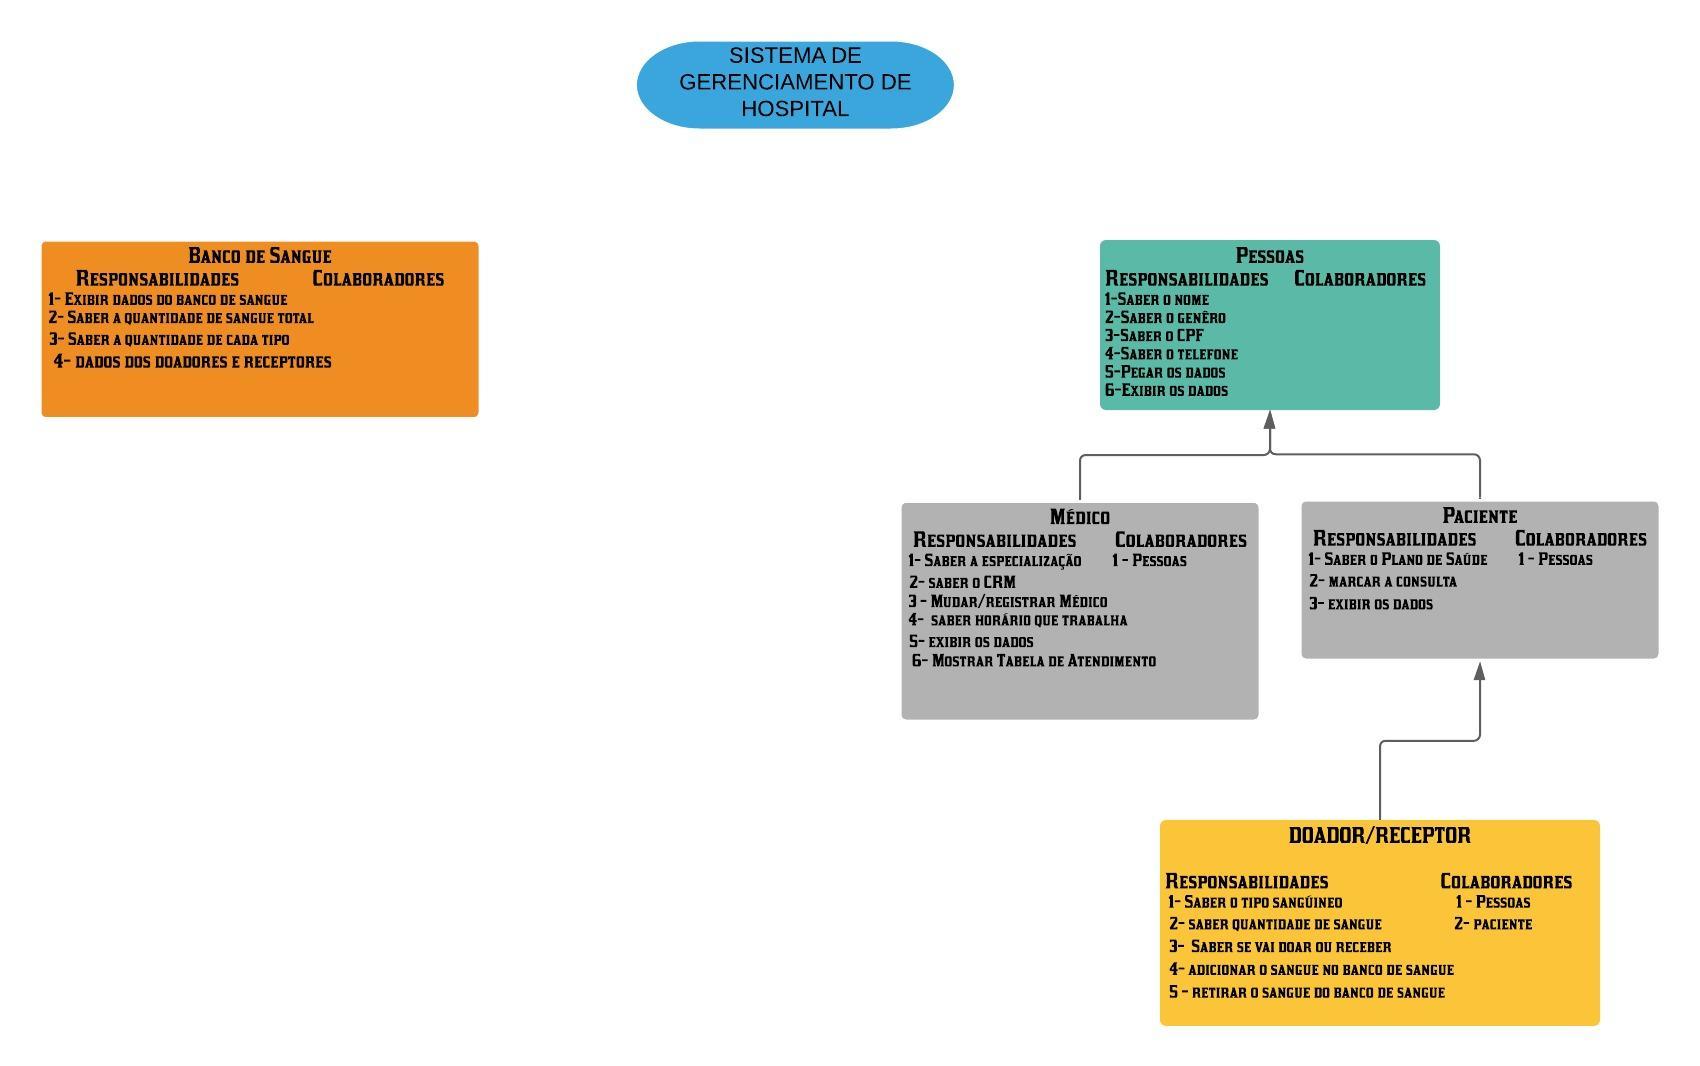 SISTEMA DE
GERENCIAMENTO DE
HOSPITAL
Banco de Sangue
Responsabilidades Colaboradores
1- Exibir dados do banco de sangue
2- Saber a quantidade de sangue total
3- Saber a quantidade de cada tipo
4- dados dos doadores e receptores
Pessoas
Responsabilidades Colaboradores
1-Saber o nome
2-Saber o genêro
3-Saber o CPF
4-Saber o telefone
5-Pegar os dados
6-Exibir os dados
Médico
Responsabilidades Colaboradores
1- Saber a especialização 1 - Pessoas
2- saber o CRM
3 - Mudar/registrar Médico
4- saber horário que trabalha
5- exibir os dados
6- Mostrar Tabela de Atendimento
Paciente
Responsabilidades Colaboradores
1- Saber o Plano de Saúde 1 - Pessoas
2- marcar a consulta
3- exibir os dados
DOADOR/RECEPTOR
Responsabilidades Colaboradores
1- Saber o tipo sangúineo 1 - Pessoas
2- saber quantidade de sangue 2- paciente
3- Saber se vai doar ou receber
4- adicionar o sangue no banco de sangue
5 - retirar o sangue do banco de sangue